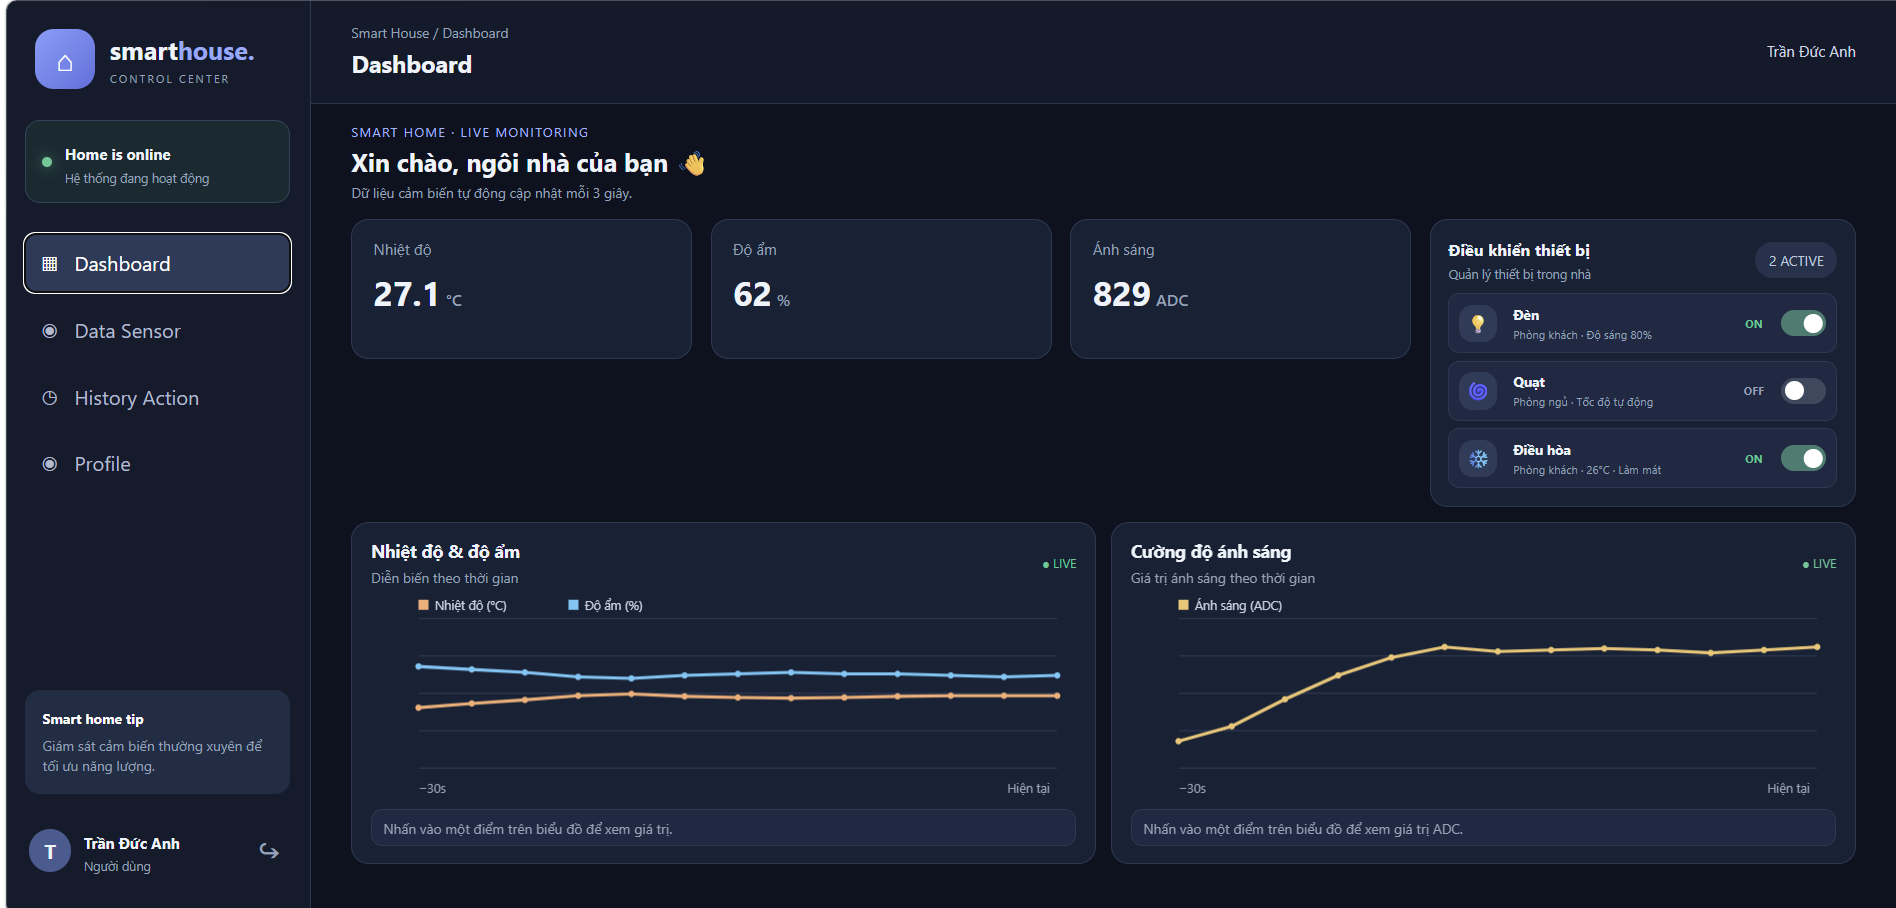 smarthouse.
CONTROL CENTER
Home is online
Hệ thống đang hoạt động
Dashboard
Data Sensor
History Action
Profile
Smart home tip
Giám sát cảm biến thường xuyên để
tối ưu năng lượng.
T
Trần Đức Anh
Người dùng
Smart House / Dashboard
Dashboard
Trần Đức Anh
SMART HOME · LIVE MONITORING
Xin chào, ngôi nhà của bạn 👋
Dữ liệu cảm biến tự động cập nhật mỗi 3 giây.
Nhiệt độ
27.1 °C
Độ ẩm
62 %
Ánh sáng
829 ADC
Điều khiển thiết bị
Quản lý thiết bị trong nhà
2 ACTIVE
Đèn
Phòng khách · Độ sáng 80%
ON
Quạt
Phòng ngủ · Tốc độ tự động
OFF
Điều hòa
Phòng khách · 26°C · Làm mát
ON
Nhiệt độ & độ ẩm
Diễn biến theo thời gian
● LIVE
Nhiệt độ (°C)
Độ ẩm (%)
−30s
Hiện tại
Nhấn vào một điểm trên biểu đồ để xem giá trị.
Cường độ ánh sáng
Giá trị ánh sáng theo thời gian
● LIVE
Ánh sáng (ADC)
−30s
Hiện tại
Nhấn vào một điểm trên biểu đồ để xem giá trị ADC.